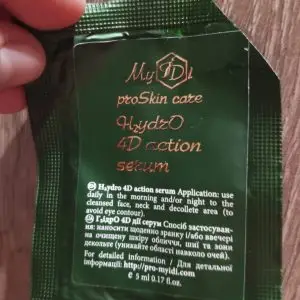 My iD i
proSkin care
H2ydrO
4D action
serum
H2ydro 4D action serum Application: use
daily in the morning and/or night to the
cleansed face, neck and decollete area (to
avoid eye contour).
4D дії серум Спосіб застосуван-
ня: наносити щоденно зранку і/або ввечері
на очищену шкіру обличчя, шиї та зони
декольте (уникайте області навколо очей).
For detailed information / Для детальної
інформації: http://pro-myidi.com
5 ml 0.17 fl.oz.